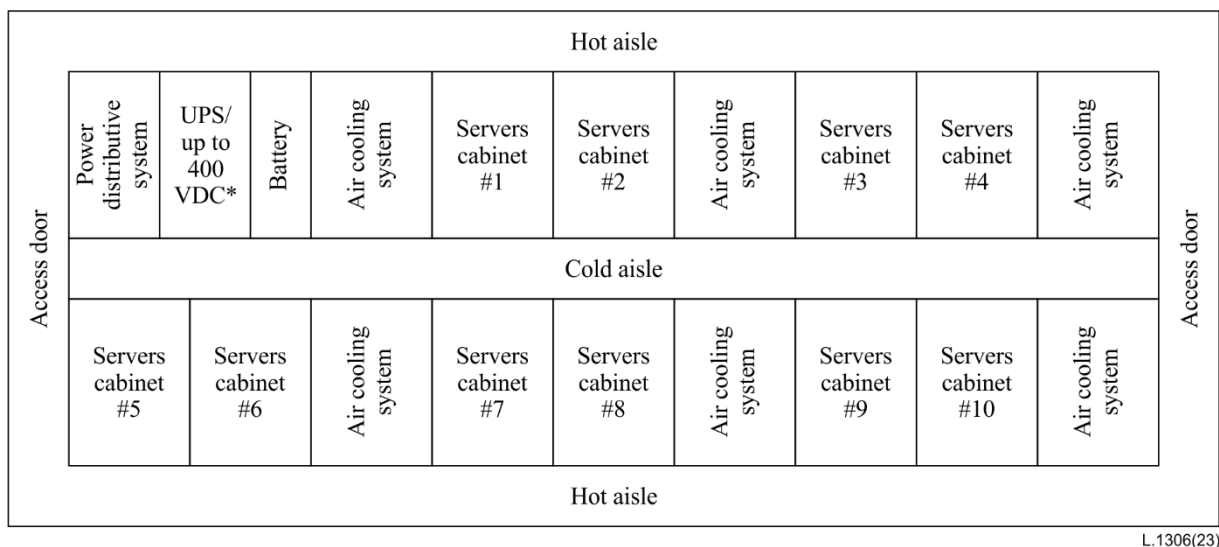 Hot aisle
Access door
Power
distributive
system
UPS/
up to
400
VDC*
Battery
Air cooling
system
Servers
cabinet
#1
Servers
cabinet
#2
Air cooling
system
Servers
cabinet
#3
Servers
cabinet
#4
Air cooling
system
Access door
Cold aisle
Servers
cabinet
#5
Servers
cabinet
#6
Air cooling
system
Servers
cabinet
#7
Servers
cabinet
#8
Air cooling
system
Servers
cabinet
#9
Servers
cabinet
#10
Air cooling
system
Hot aisle
L.1306(23)